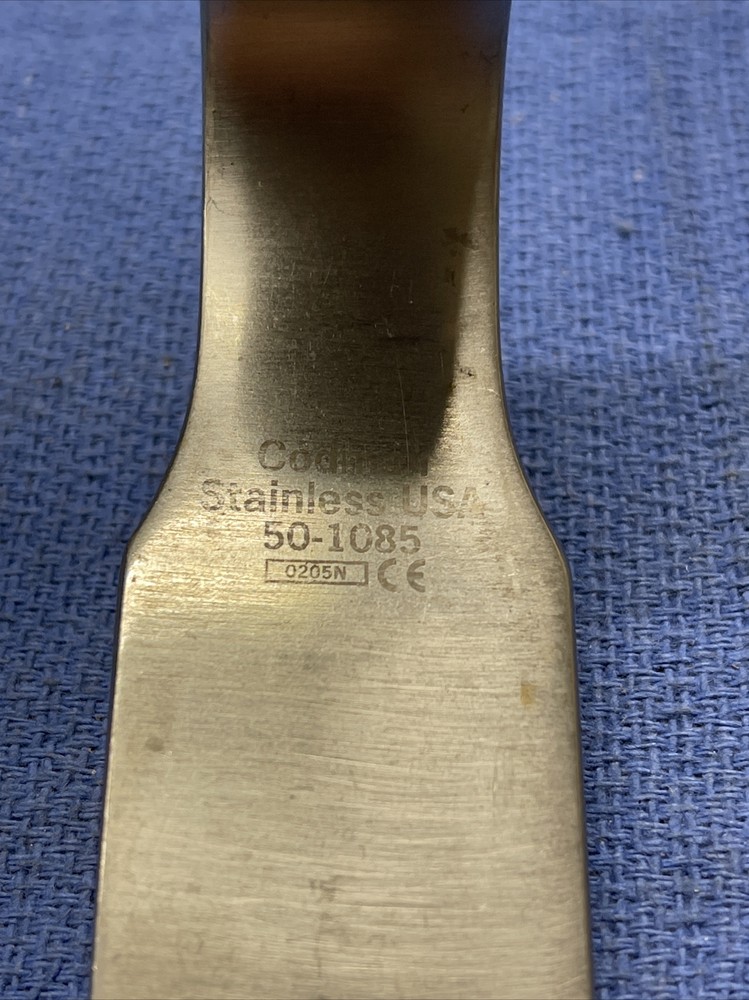 Codman
Stainless USA
50-1085
0205N CE